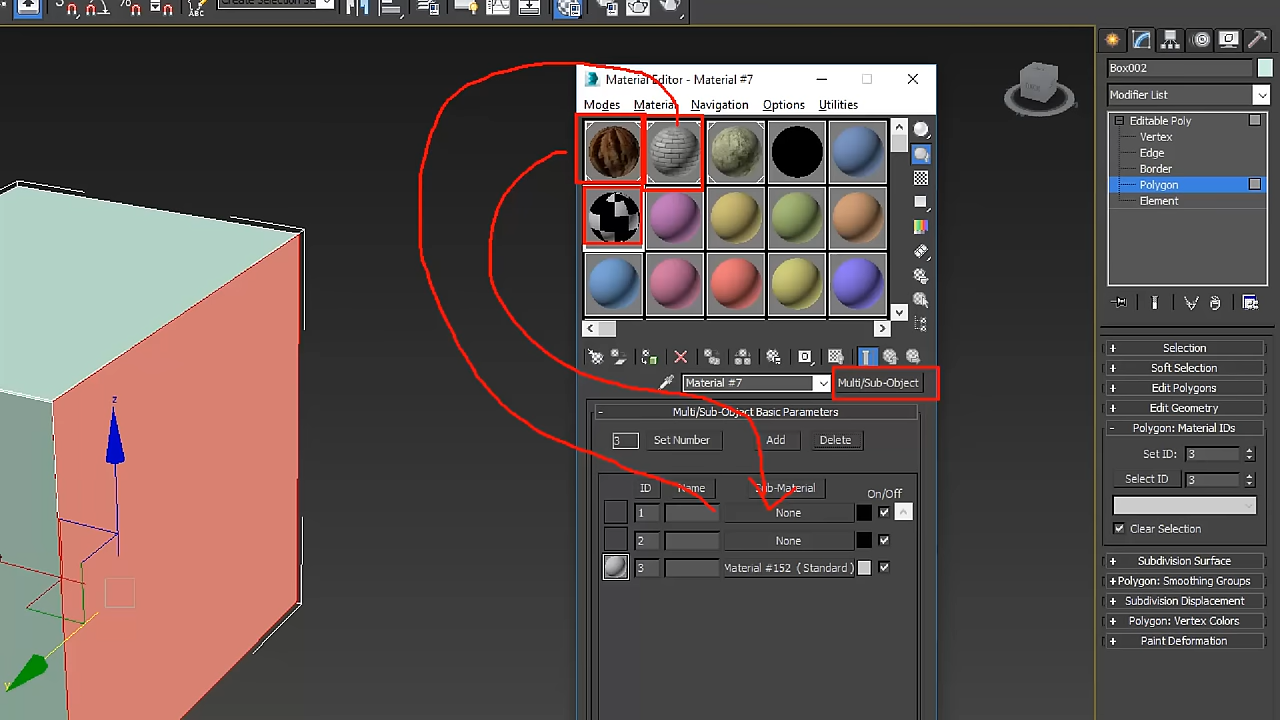 ABC
Material Editor - Material #7
Modes Material Navigation Options Utilities
Material #7
Multi/Sub-Object
- Multi/Sub-Object Basic Parameters
3 Set Number Add Delete
ID Name Sub-Material On/Off
1 None
2 None
3 Material #152 ( Standard )
z
y
Box002
Modifier List
Editable Poly
Vertex
Edge
Border
Polygon
Element
+ Selection
+ Soft Selection
+ Edit Polygons
+ Edit Geometry
- Polygon: Material IDs
Set ID: 3
Select ID 3
Clear Selection
+ Subdivision Surface
+ Polygon: Smoothing Groups
+ Subdivision Displacement
+ Polygon: Vertex Colors
+ Paint Deformation